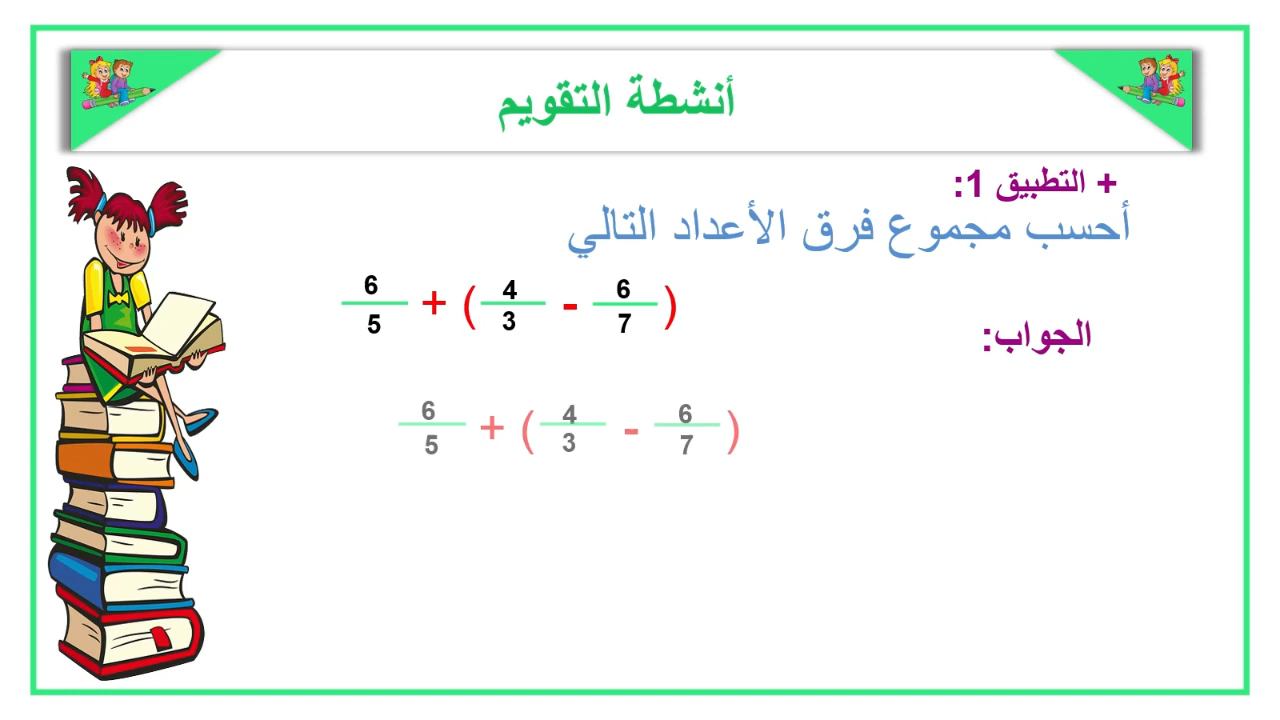 أنشطة التقويم
+ التطبيق 1:
أحسب مجموع فرق الأعداد التالي
6/5 + ( 4/3 - 6/7 )
الجواب:
6/5 + ( 4/3 - 6/7 )